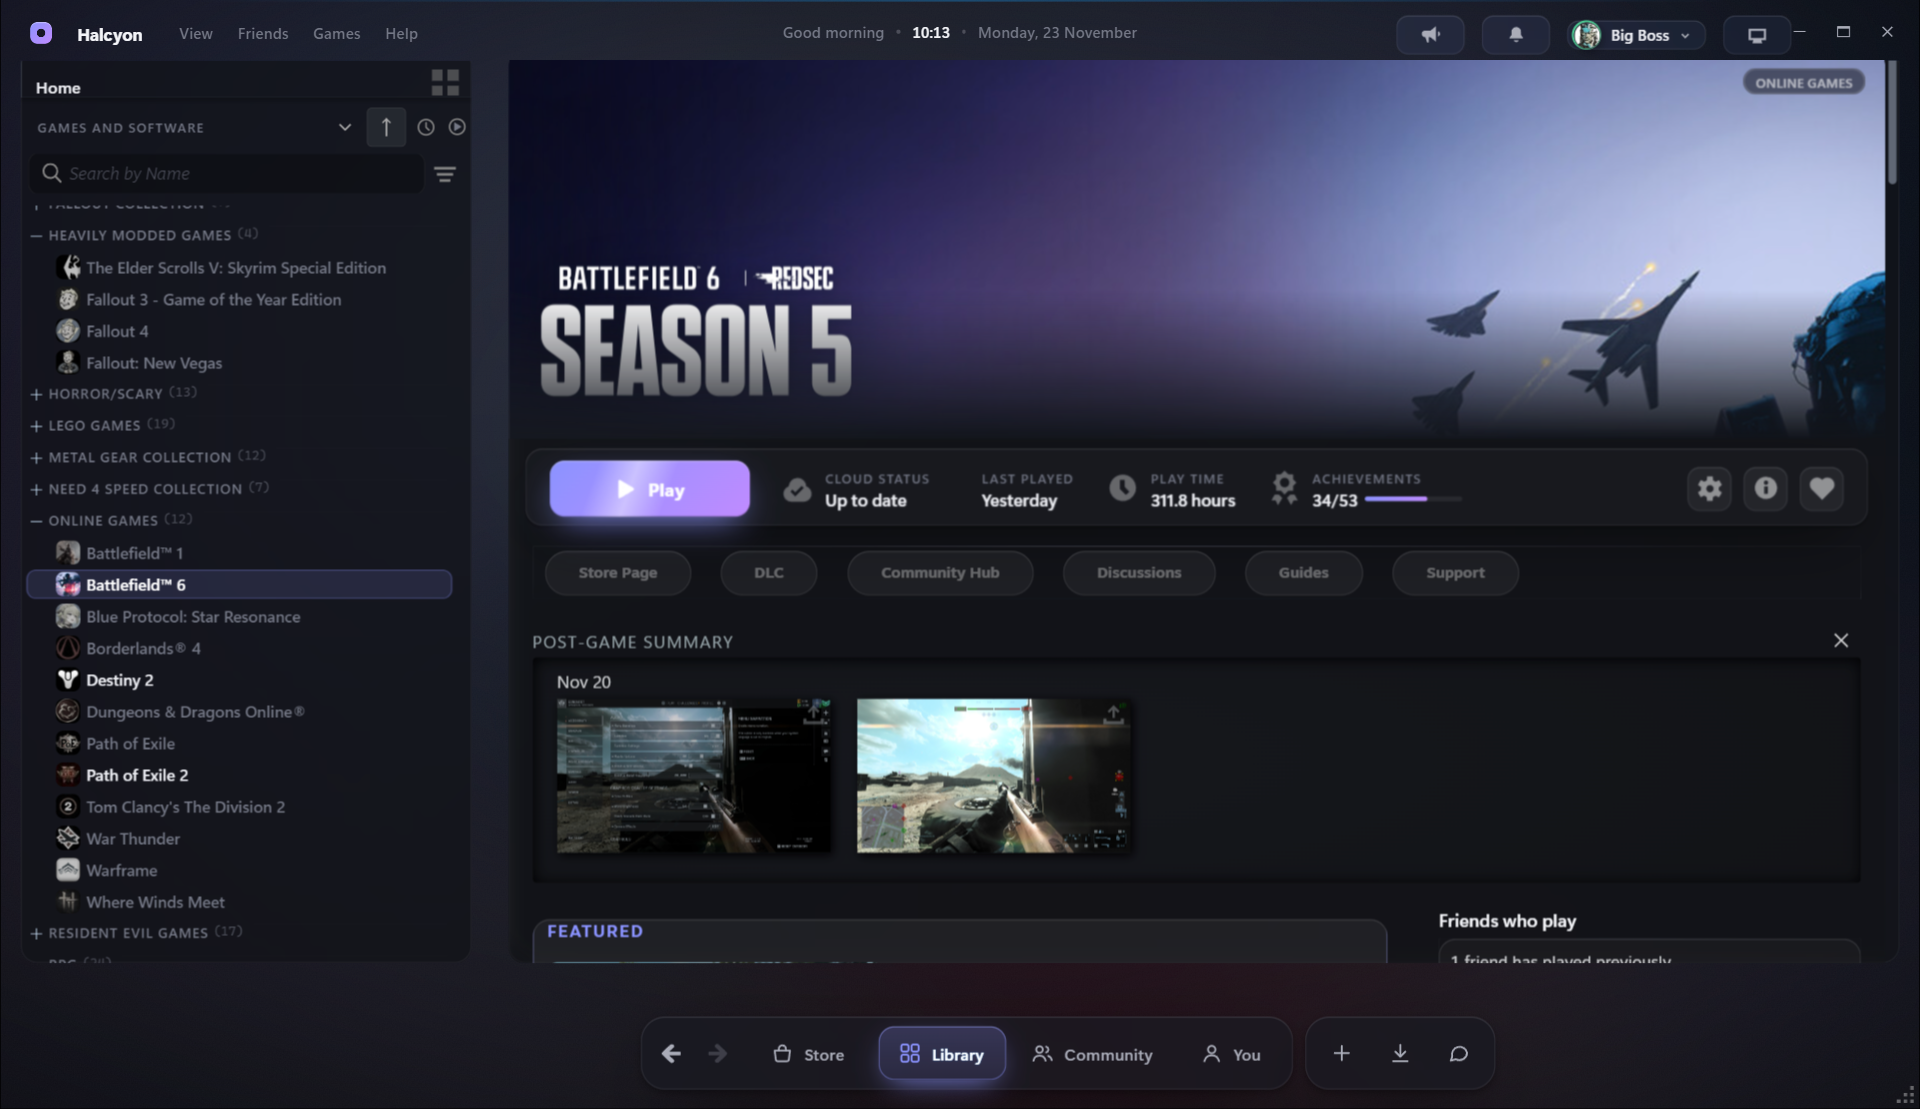 Halcyon
View
Friends
Games
Help
Good morning • 10:13 • Monday, 23 November
Big Boss
Home
GAMES AND SOFTWARE
Search by Name
HEAVILY MODDED GAMES (4)
The Elder Scrolls V: Skyrim Special Edition
Fallout 3 - Game of the Year Edition
Fallout 4
Fallout: New Vegas
HORROR/SCARY (13)
LEGO GAMES (19)
METAL GEAR COLLECTION (12)
NEED 4 SPEED COLLECTION (7)
ONLINE GAMES (12)
Battlefield™ 1
Battlefield™ 6
Blue Protocol: Star Resonance
Borderlands® 4
Destiny 2
Dungeons & Dragons Online®
Path of Exile
Path of Exile 2
Tom Clancy's The Division 2
War Thunder
Warframe
Where Winds Meet
RESIDENT EVIL GAMES (17)
ONLINE GAMES
BATTLEFIELD 6 | REDSEC
SEASON 5
Play
CLOUD STATUS
Up to date
LAST PLAYED
Yesterday
PLAY TIME
311.8 hours
ACHIEVEMENTS
34/53
Store Page
DLC
Community Hub
Discussions
Guides
Support
POST-GAME SUMMARY
Nov 20
FEATURED
Friends who play
1 friend has played previously
Store
Library
Community
You